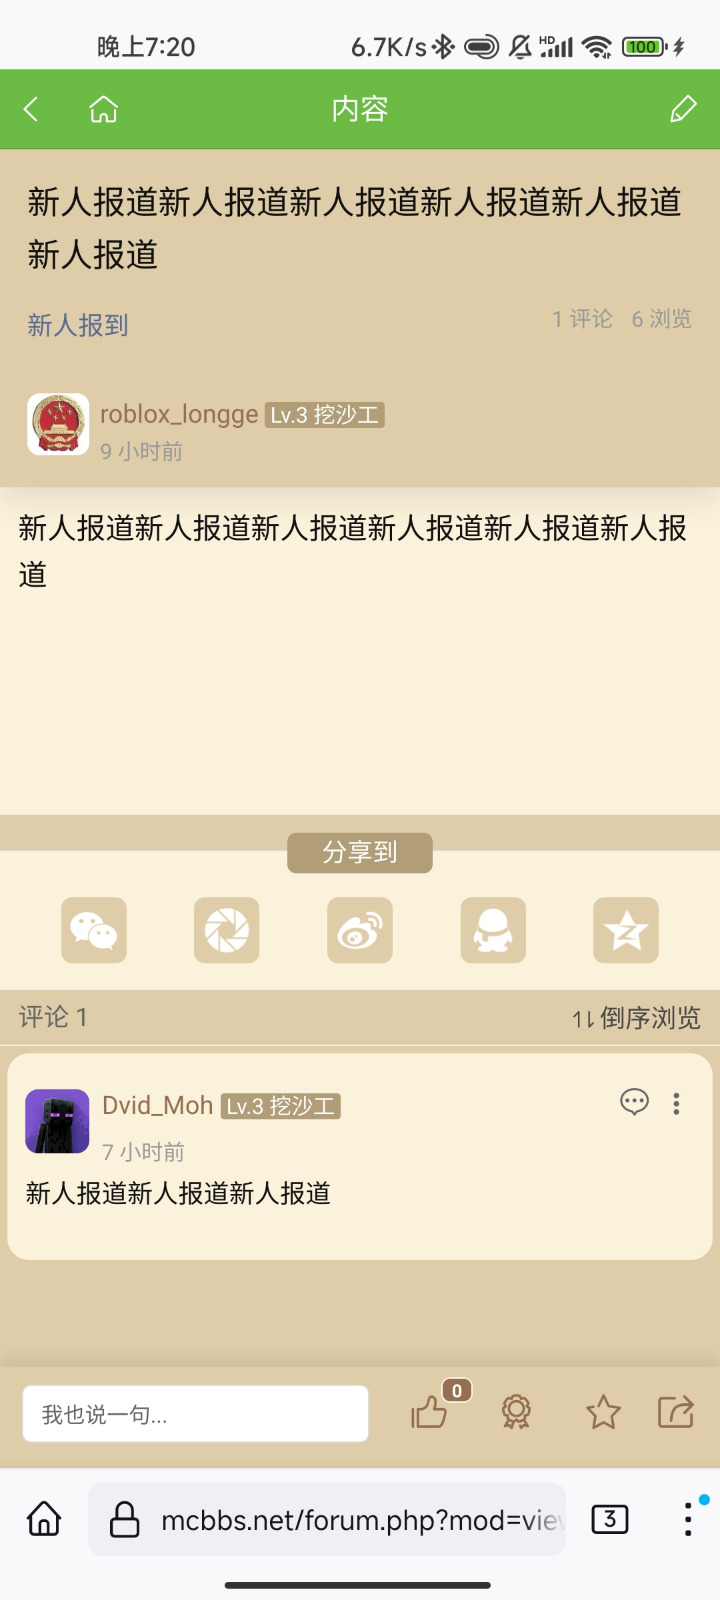 晚上7:20
6.7K/s
HD
100
内容
新人报道新人报道新人报道新人报道新人报道
新人报道
新人报到
1 评论 6 浏览
roblox_longge Lv.3 挖沙工
9 小时前
新人报道新人报道新人报道新人报道新人报道新人报
道
分享到
评论 1
倒序浏览
Dvid_Moh Lv.3 挖沙工
7 小时前
新人报道新人报道新人报道
我也说一句...
0
mcbbs.net/forum.php?mod=vie
3